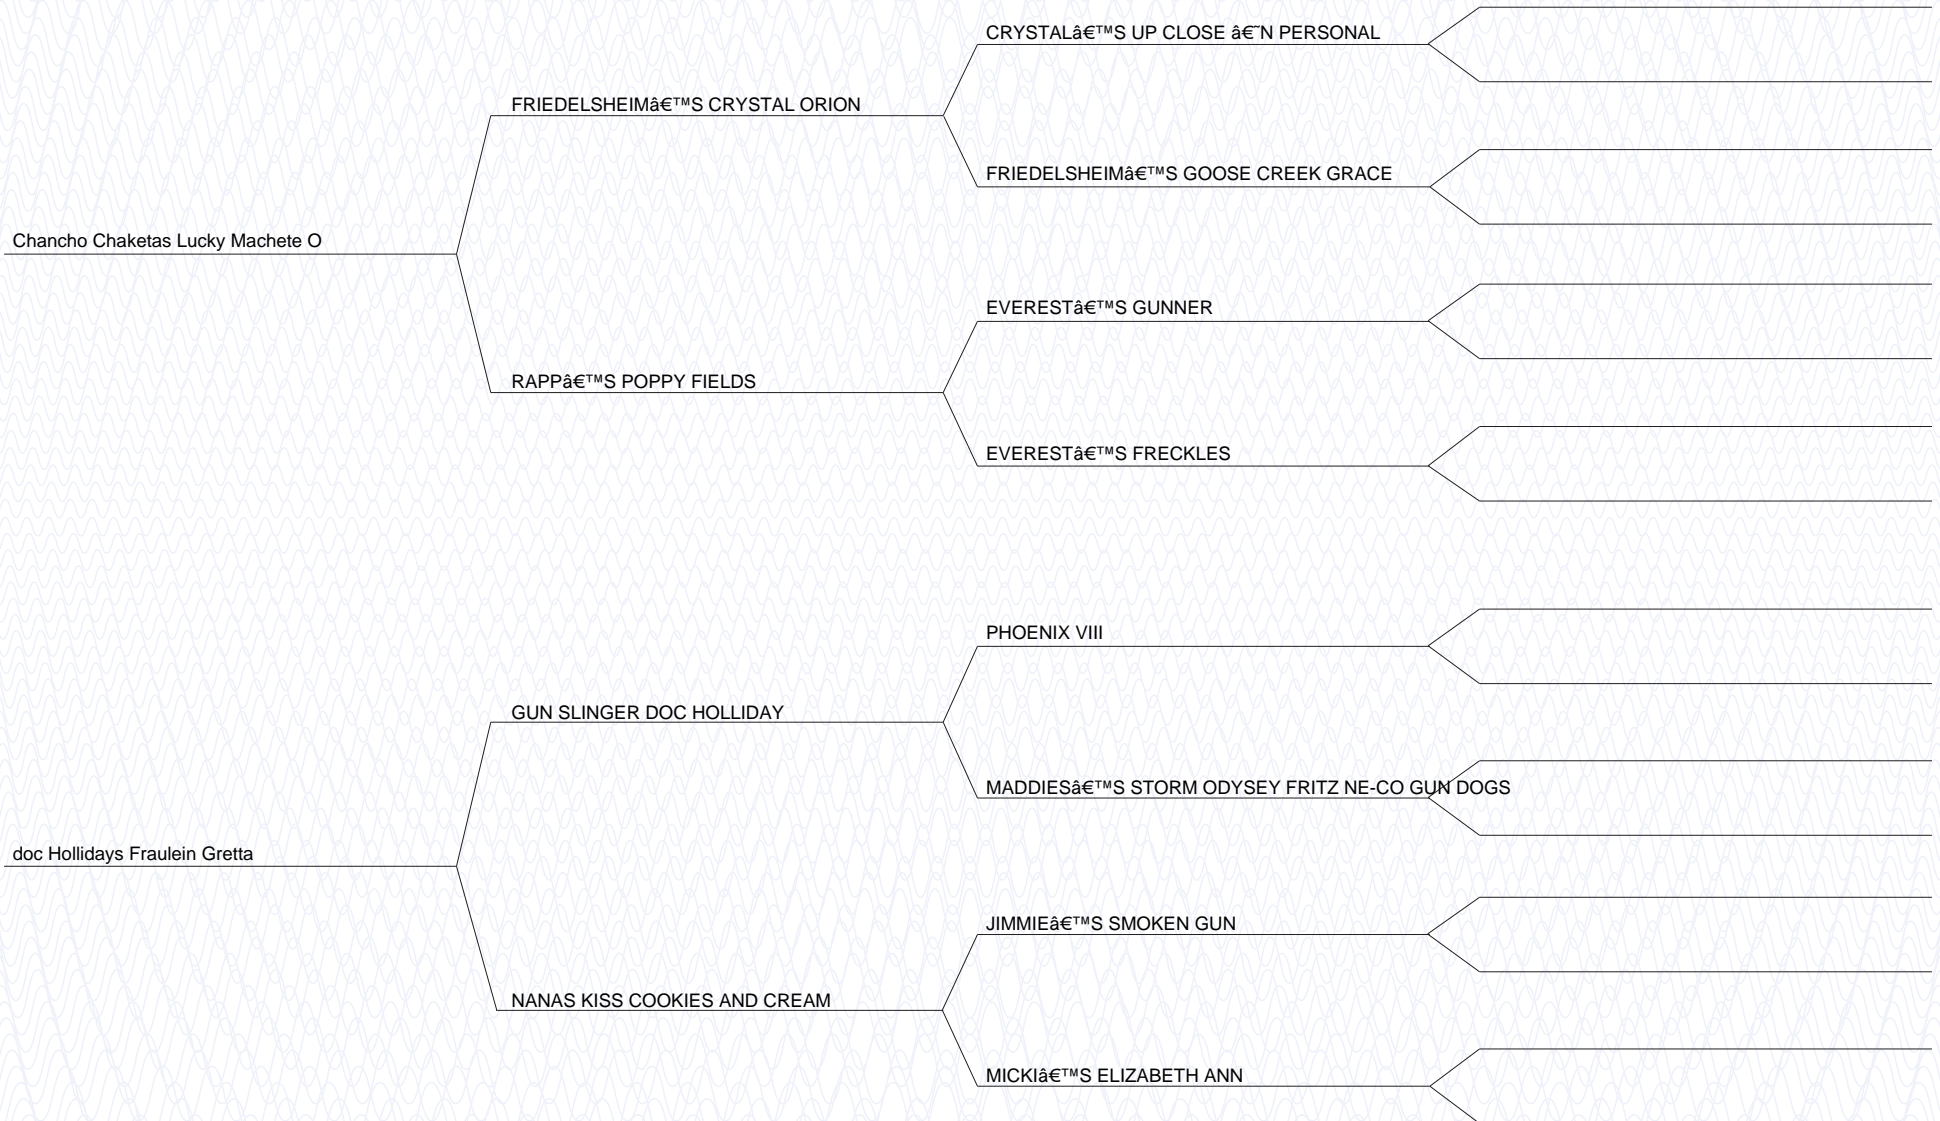 CRYSTALâ€™S UP CLOSE â€˜N PERSONAL
FRIEDELSHEIMâ€™S CRYSTAL ORION
FRIEDELSHEIMâ€™S GOOSE CREEK GRACE
Chancho Chaketas Lucky Machete O
EVERESTâ€™S GUNNER
RAPPâ€™S POPPY FIELDS
EVERESTâ€™S FRECKLES
PHOENIX VIII
GUN SLINGER DOC HOLLIDAY
MADDIESâ€™S STORM ODYSEY FRITZ NE-CO GUN DOGS
doc Hollidays Fraulein Gretta
JIMMIEâ€™S SMOKEN GUN
NANAS KISS COOKIES AND CREAM
MICKIâ€™S ELIZABETH ANN